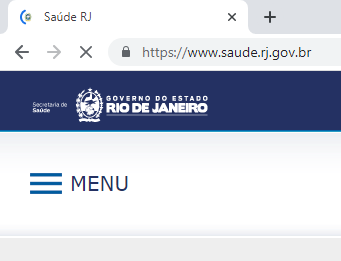 Saúde RJ
https://www.saude.rj.gov.br
Secretaria de
Saúde
GOVERNO DO ESTADO
RIO DE JANEIRO
MENU